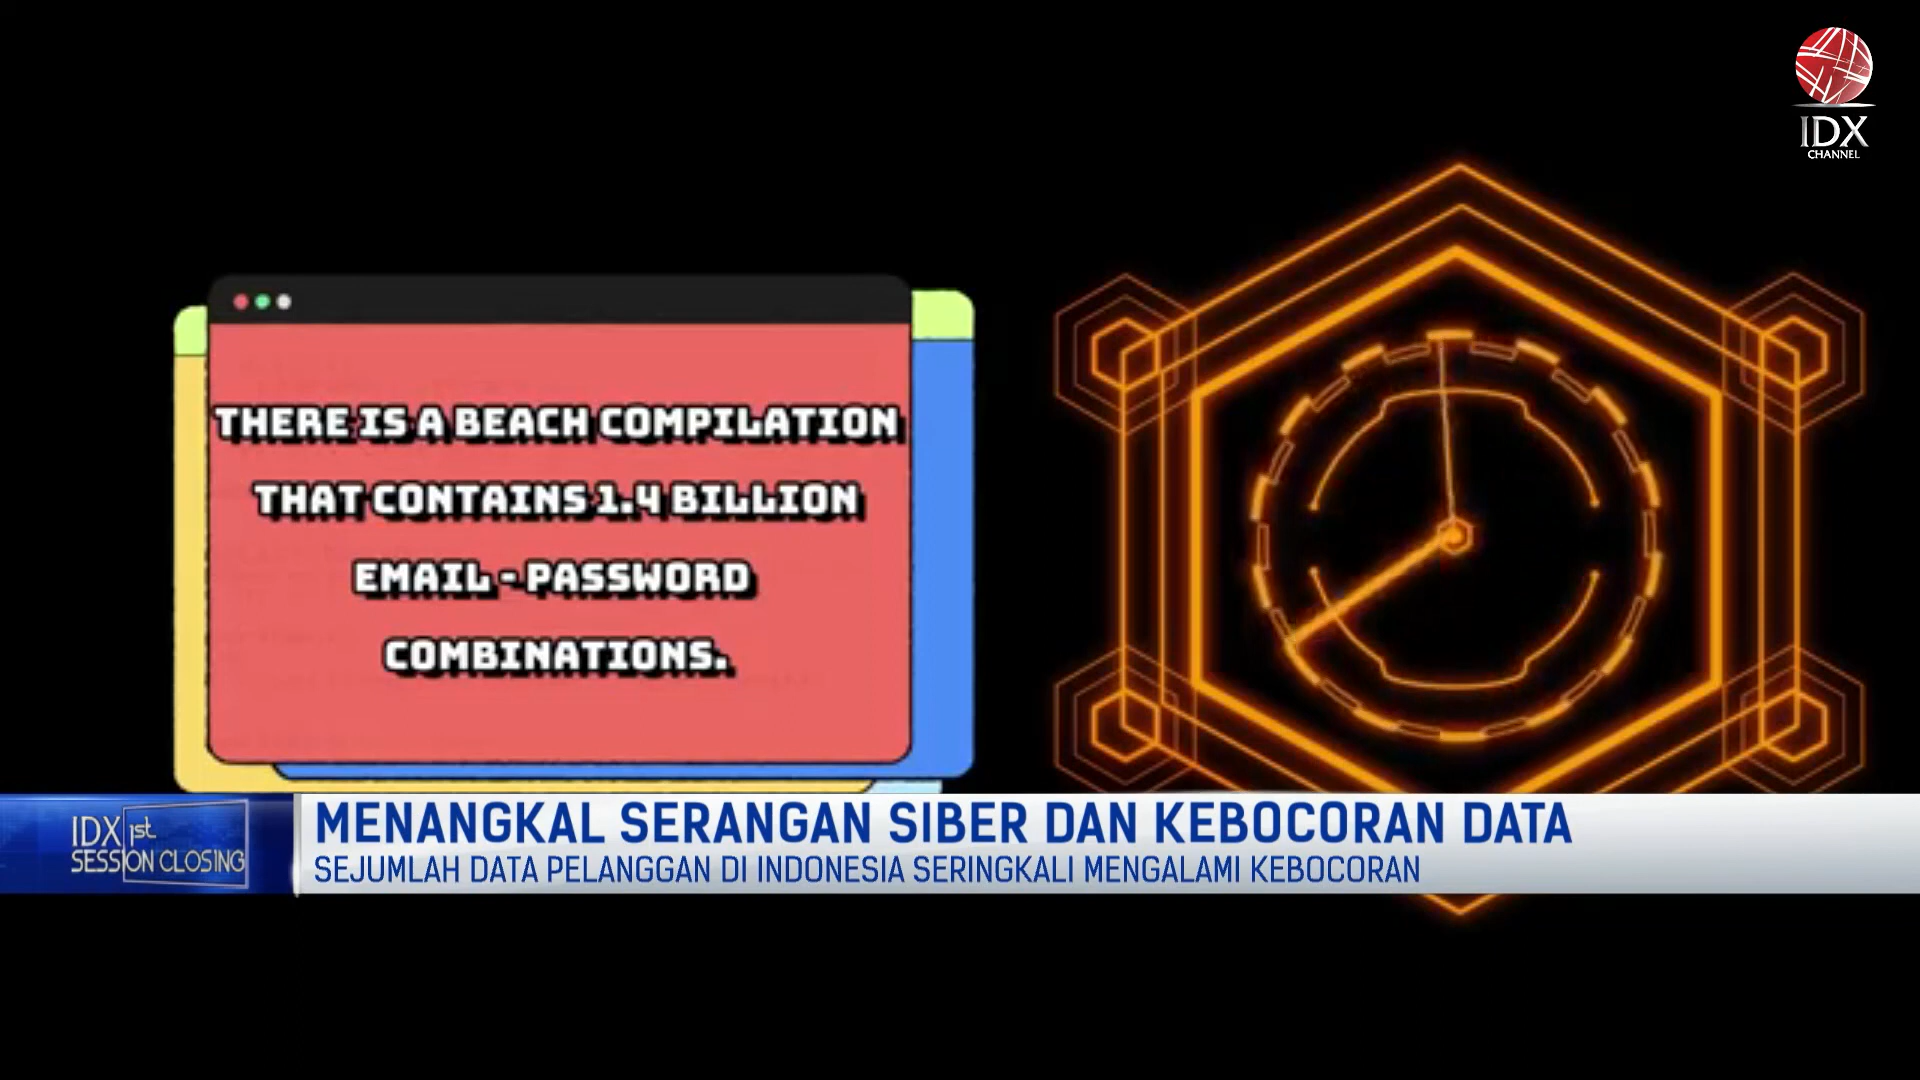 IDX
CHANNEL
THERE IS A BEACH COMPILATION
THAT CONTAINS 1.4 BILLION
EMAIL - PASSWORD
COMBINATIONS.
IDX 1st
SESSION CLOSING
MENANGKAL SERANGAN SIBER DAN KEBOCORAN DATA
SEJUMLAH DATA PELANGGAN DI INDONESIA SERINGKALI MENGALAMI KEBOCORAN